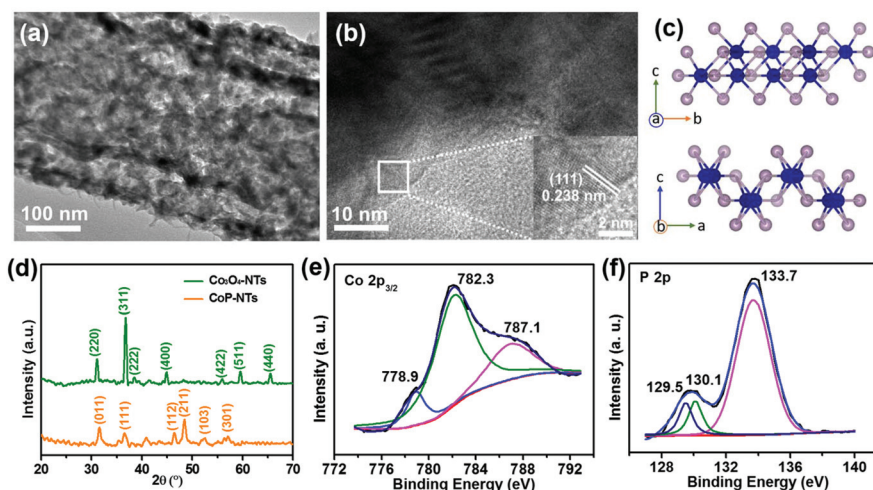 (a)
100 nm
(b)
(111)
0.238 nm
10 nm
2 nm
(c)
c
a
b
c
b
a
(d)
Co₃O₄-NTs
CoP-NTs
(220)
(311)
(222)
(400)
(422)
(511)
(440)
(011)
(111)
(112)
(211)
(103)
(301)
Intensity (a.u.)
20 30 40 50 60 70
2θ (°)
(e)
Co 2p₃/₂
782.3
787.1
778.9
Intensity (a.u.)
772 776 780 784 788 792
Binding Energy (eV)
(f)
P 2p
133.7
129.5
130.1
Intensity (a.u.)
128 132 136 140
Binding Energy (eV)